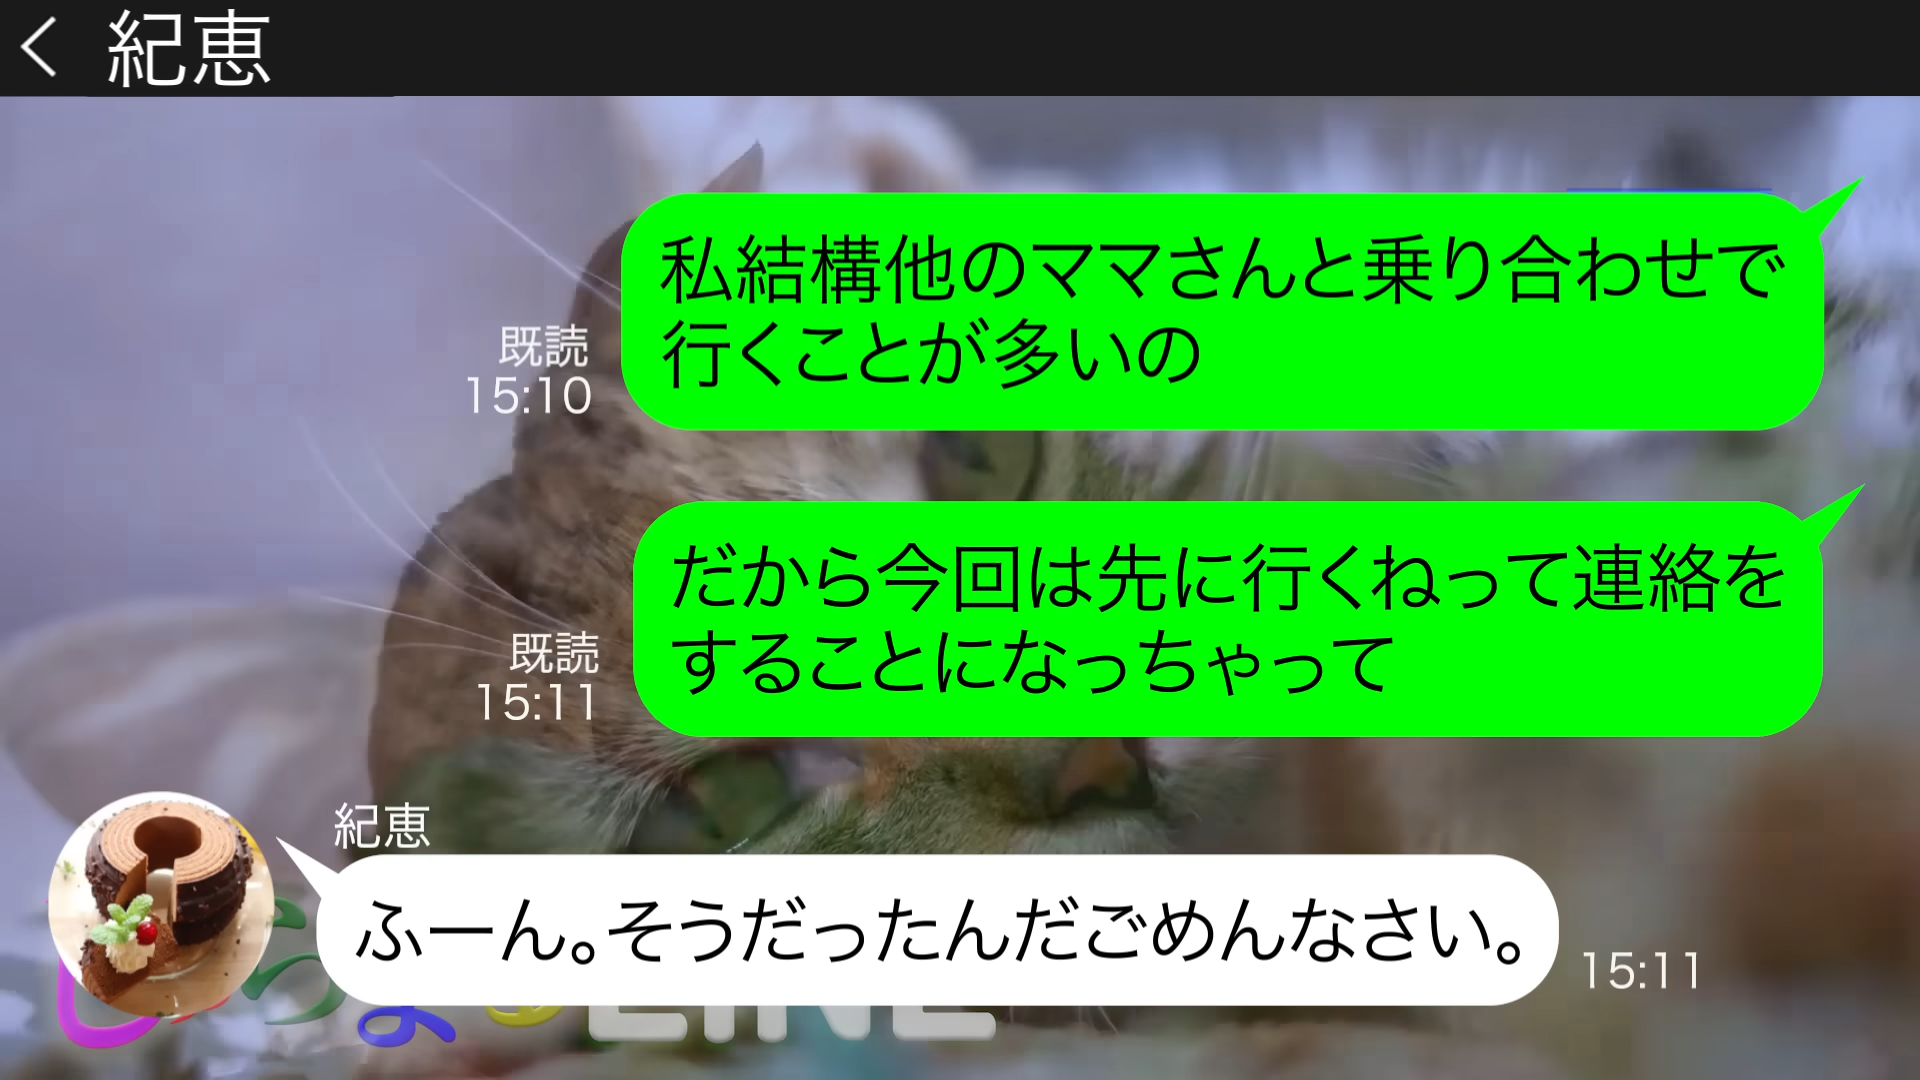 紀恵
私結構他のママさんと乗り合わせで
行くことが多いの
既読
15:10
だから今回は先に行くねって連絡を
することになっちゃって
既読
15:11
紀恵
ふーん。そうだったんだごめんなさい。
15:11
LINE